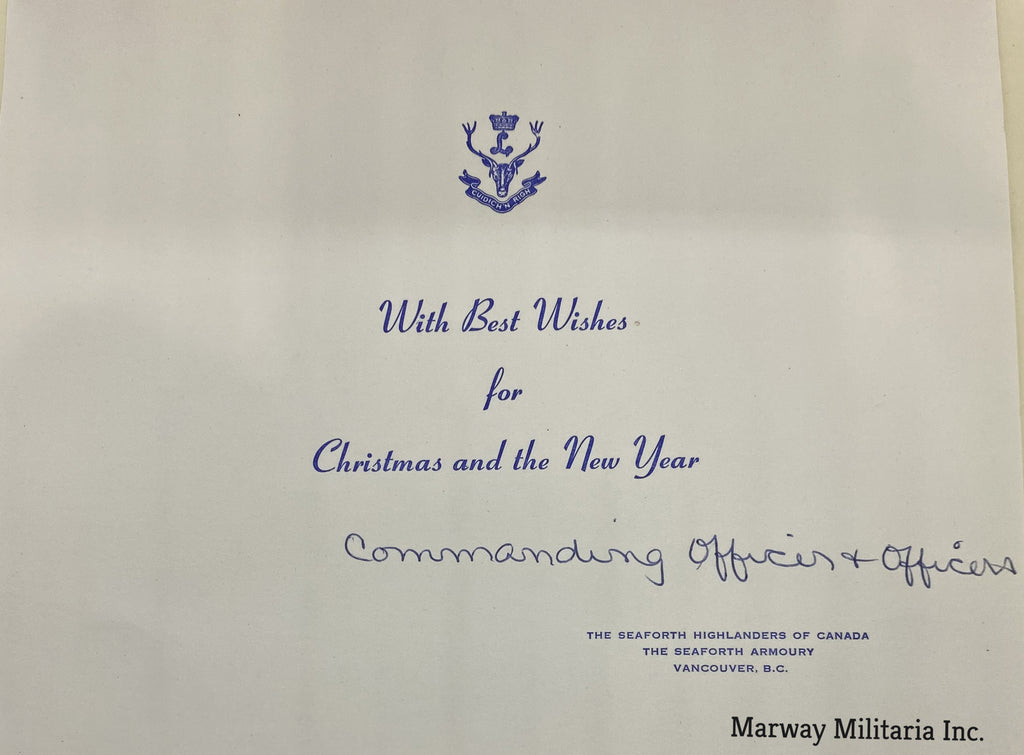 L
CUIDICH 'N RIGH
With Best Wishes
for
Christmas and the New Year
Commanding Officer & Officers
THE SEAFORTH HIGHLANDERS OF CANADA
THE SEAFORTH ARMOURY
VANCOUVER, B.C.
Marway Militaria Inc.